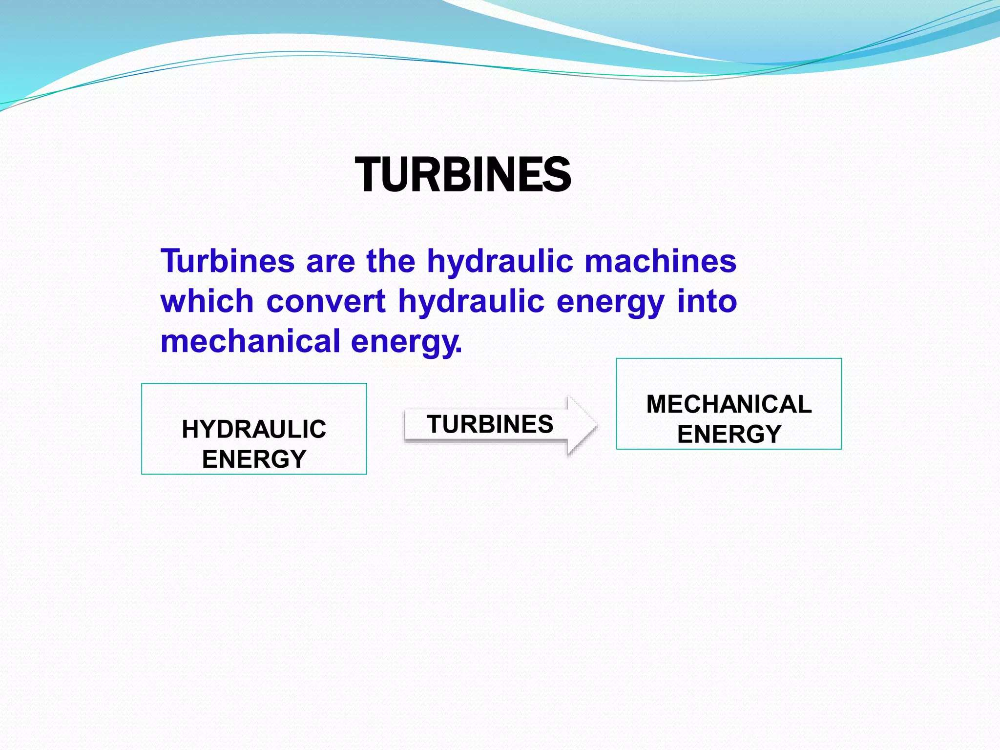 TURBINES
Turbines are the hydraulic machines
which convert hydraulic energy into
mechanical energy.
HYDRAULIC
ENERGY
TURBINES
MECHANICAL
ENERGY